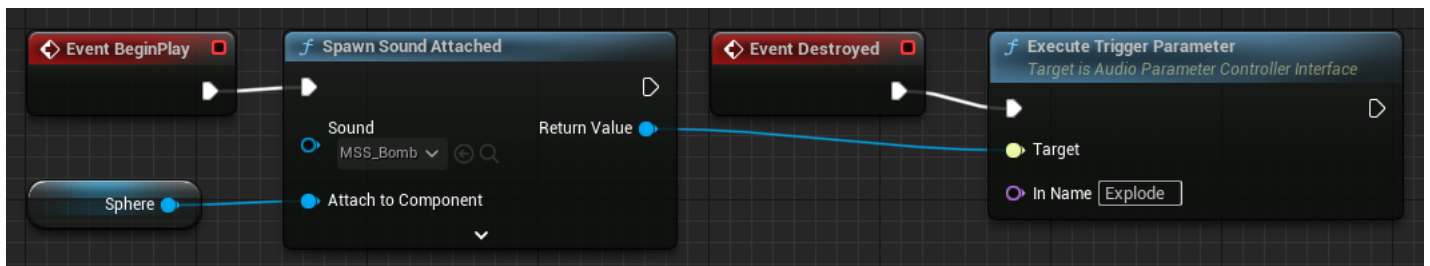 Event BeginPlay
Sphere
Spawn Sound Attached
Sound
MSS_Bomb
Return Value
Attach to Component
Event Destroyed
Execute Trigger Parameter
Target is Audio Parameter Controller Interface
Target
In Name Explode